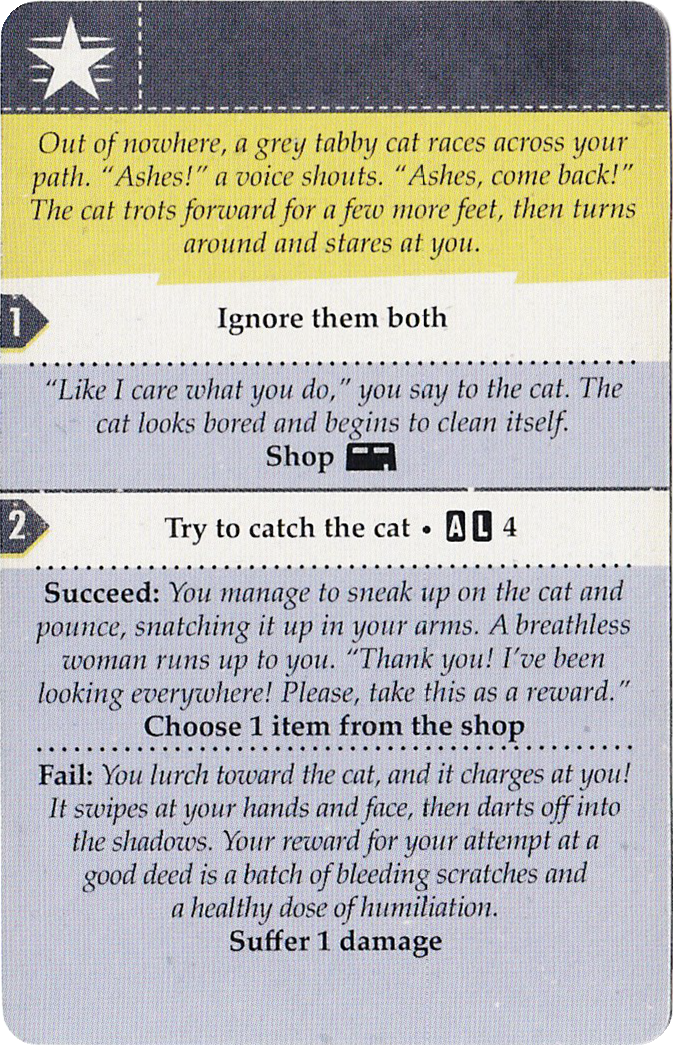 Out of nowhere, a grey tabby cat races across your
path. “Ashes!” a voice shouts. “Ashes, come back!”
The cat trots forward for a few more feet, then turns
around and stares at you.
1
Ignore them both
“Like I care what you do,” you say to the cat. The
cat looks bored and begins to clean itself.
Shop
2
Try to catch the cat • A L 4
Succeed: You manage to sneak up on the cat and
pounce, snatching it up in your arms. A breathless
woman runs up to you. “Thank you! I’ve been
looking everywhere! Please, take this as a reward.”
Choose 1 item from the shop
Fail: You lurch toward the cat, and it charges at you!
It swipes at your hands and face, then darts off into
the shadows. Your reward for your attempt at a
good deed is a batch of bleeding scratches and
a healthy dose of humiliation.
Suffer 1 damage